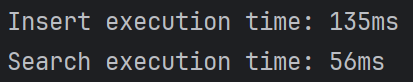 Insert execution time: 135ms
Search execution time: 56ms